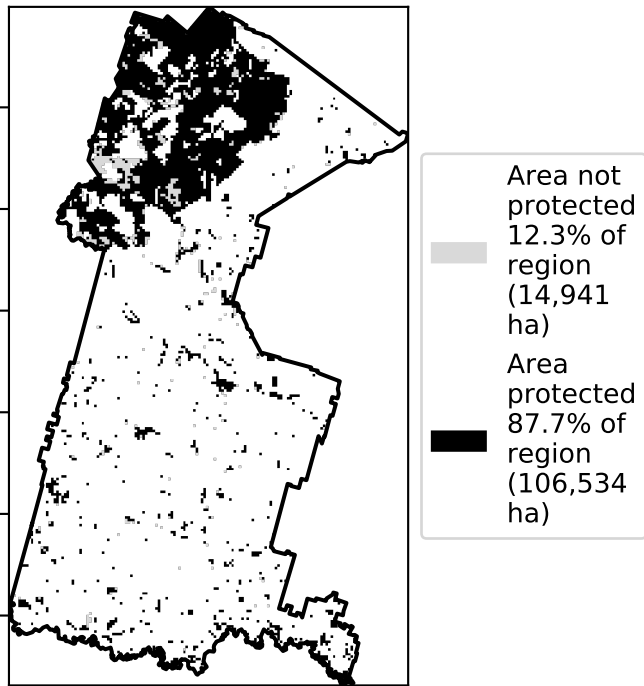 Area not
protected
12.3% of
region
(14,941
ha)
Area
protected
87.7% of
region
(106,534
ha)